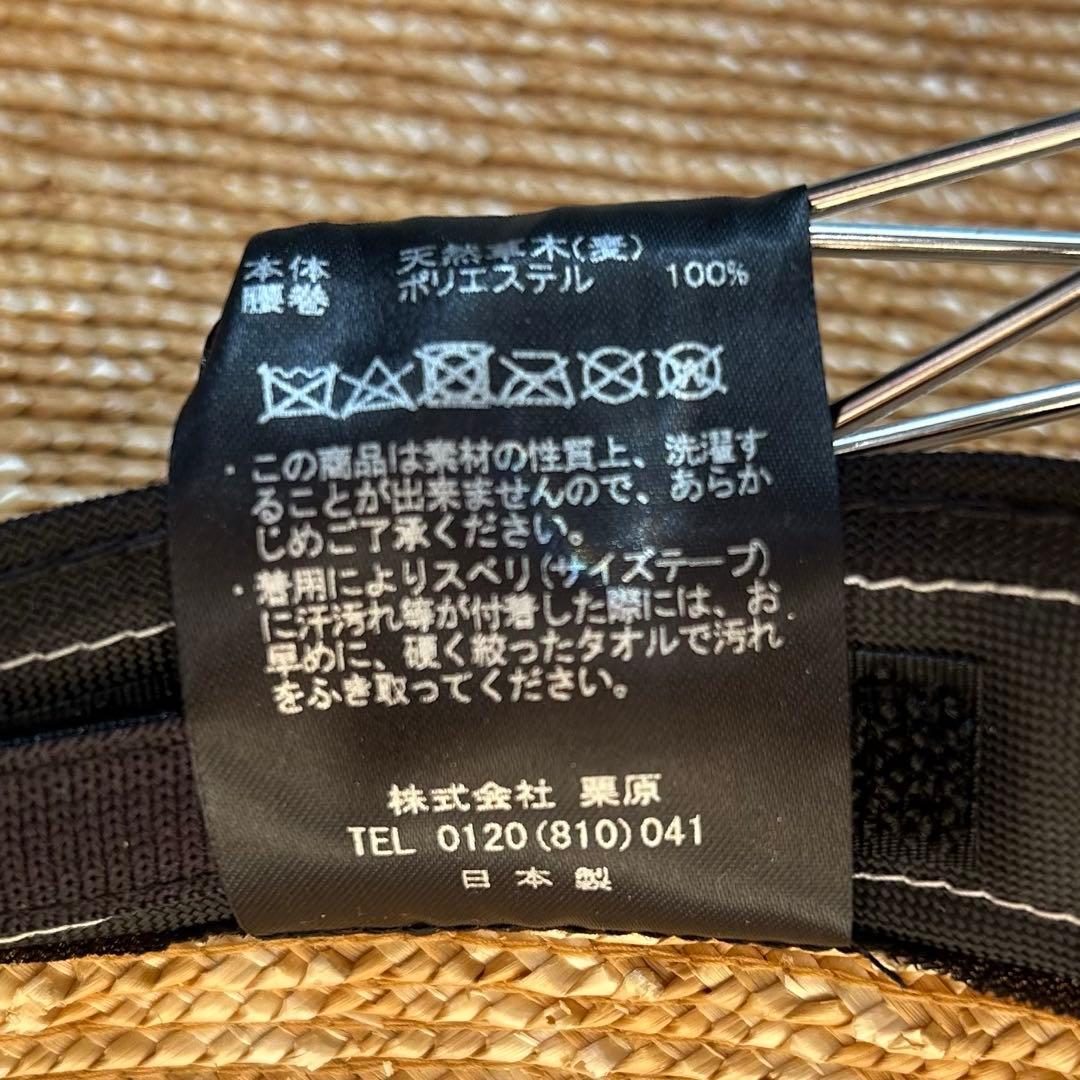 本体 天然草木(麦)
腰巻 ポリエステル 100%
・この商品は素材の性質上、洗濯す
ることが出来ませんので、あらか
じめご了承ください。
・着用によりスベリ(サイズテープ)
に汗汚れ等が付着した際には、お
早めに、硬く絞ったタオルで汚れ
をふき取ってください。
株式会社 栗原
TEL 0120(810)041
日本製